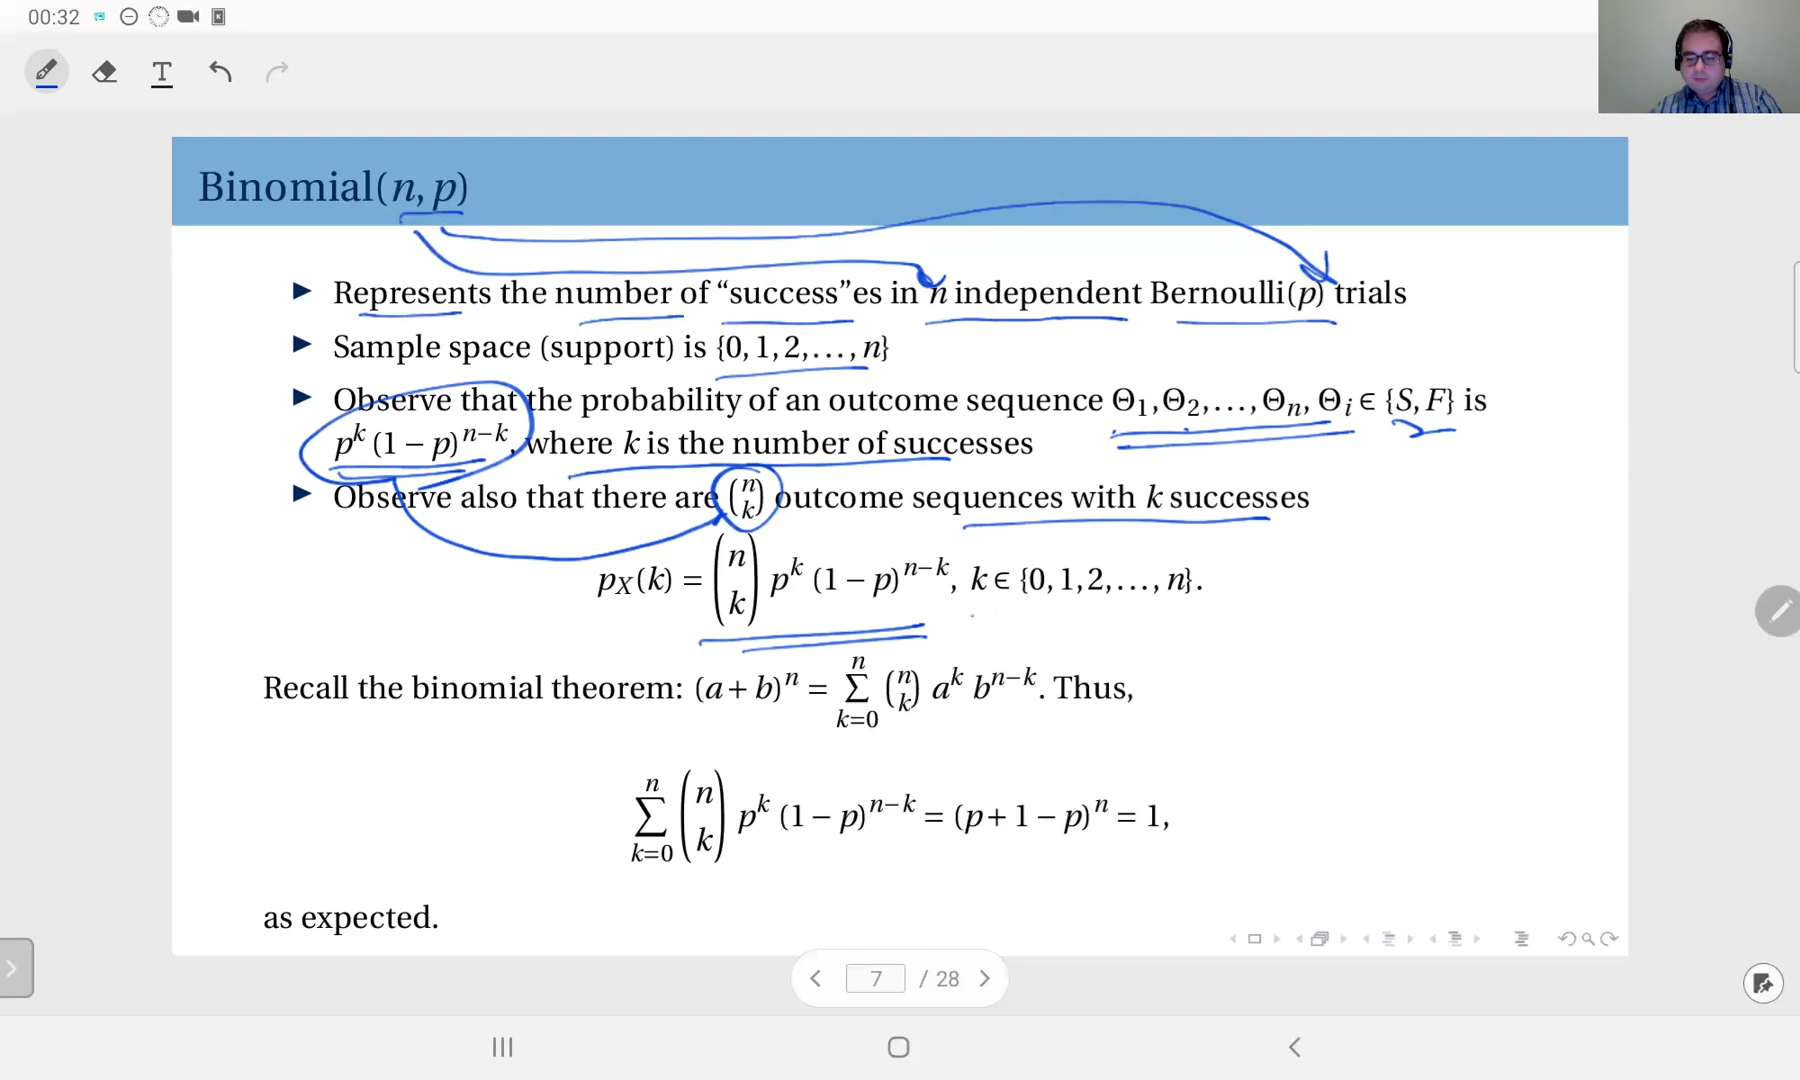 00:32
T
Binomial(n, p)
► Represents the number of “success”es in n independent Bernoulli(p) trials
► Sample space (support) is {0, 1, 2, ..., n}
► Observe that the probability of an outcome sequence Θ₁, Θ₂, ..., Θₙ, Θᵢ ∈ {S, F} is
p^k (1 − p)^{n−k}, where k is the number of successes
► Observe also that there are (n k) outcome sequences with k successes
p_X(k) = (n k) p^k (1 − p)^{n−k}, k ∈ {0, 1, 2, ..., n}.
Recall the binomial theorem: (a + b)^n = ∑_{k=0}^{n} (n k) a^k b^{n−k}. Thus,
∑_{k=0}^{n} (n k) p^k (1 − p)^{n−k} = (p + 1 − p)^n = 1,
as expected.
7 / 28